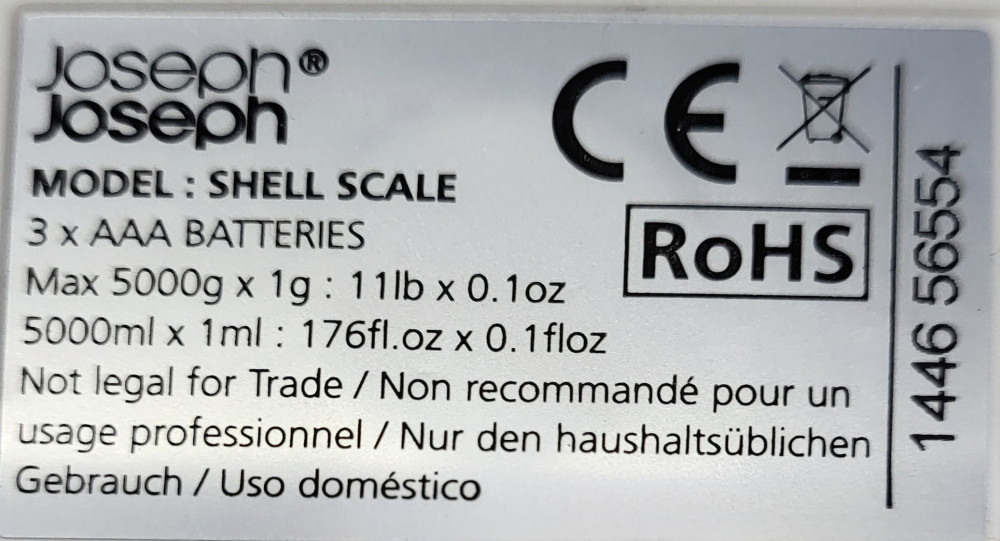 Joseph®
Joseph
MODEL : SHELL SCALE
3 x AAA BATTERIES
Max 5000g x 1g : 11lb x 0.1oz
5000ml x 1ml : 176fl.oz x 0.1floz
Not legal for Trade / Non recommandé pour un
usage professionnel / Nur den haushaltsüblichen
Gebrauch / Uso doméstico
CE
RoHS
1446 56554